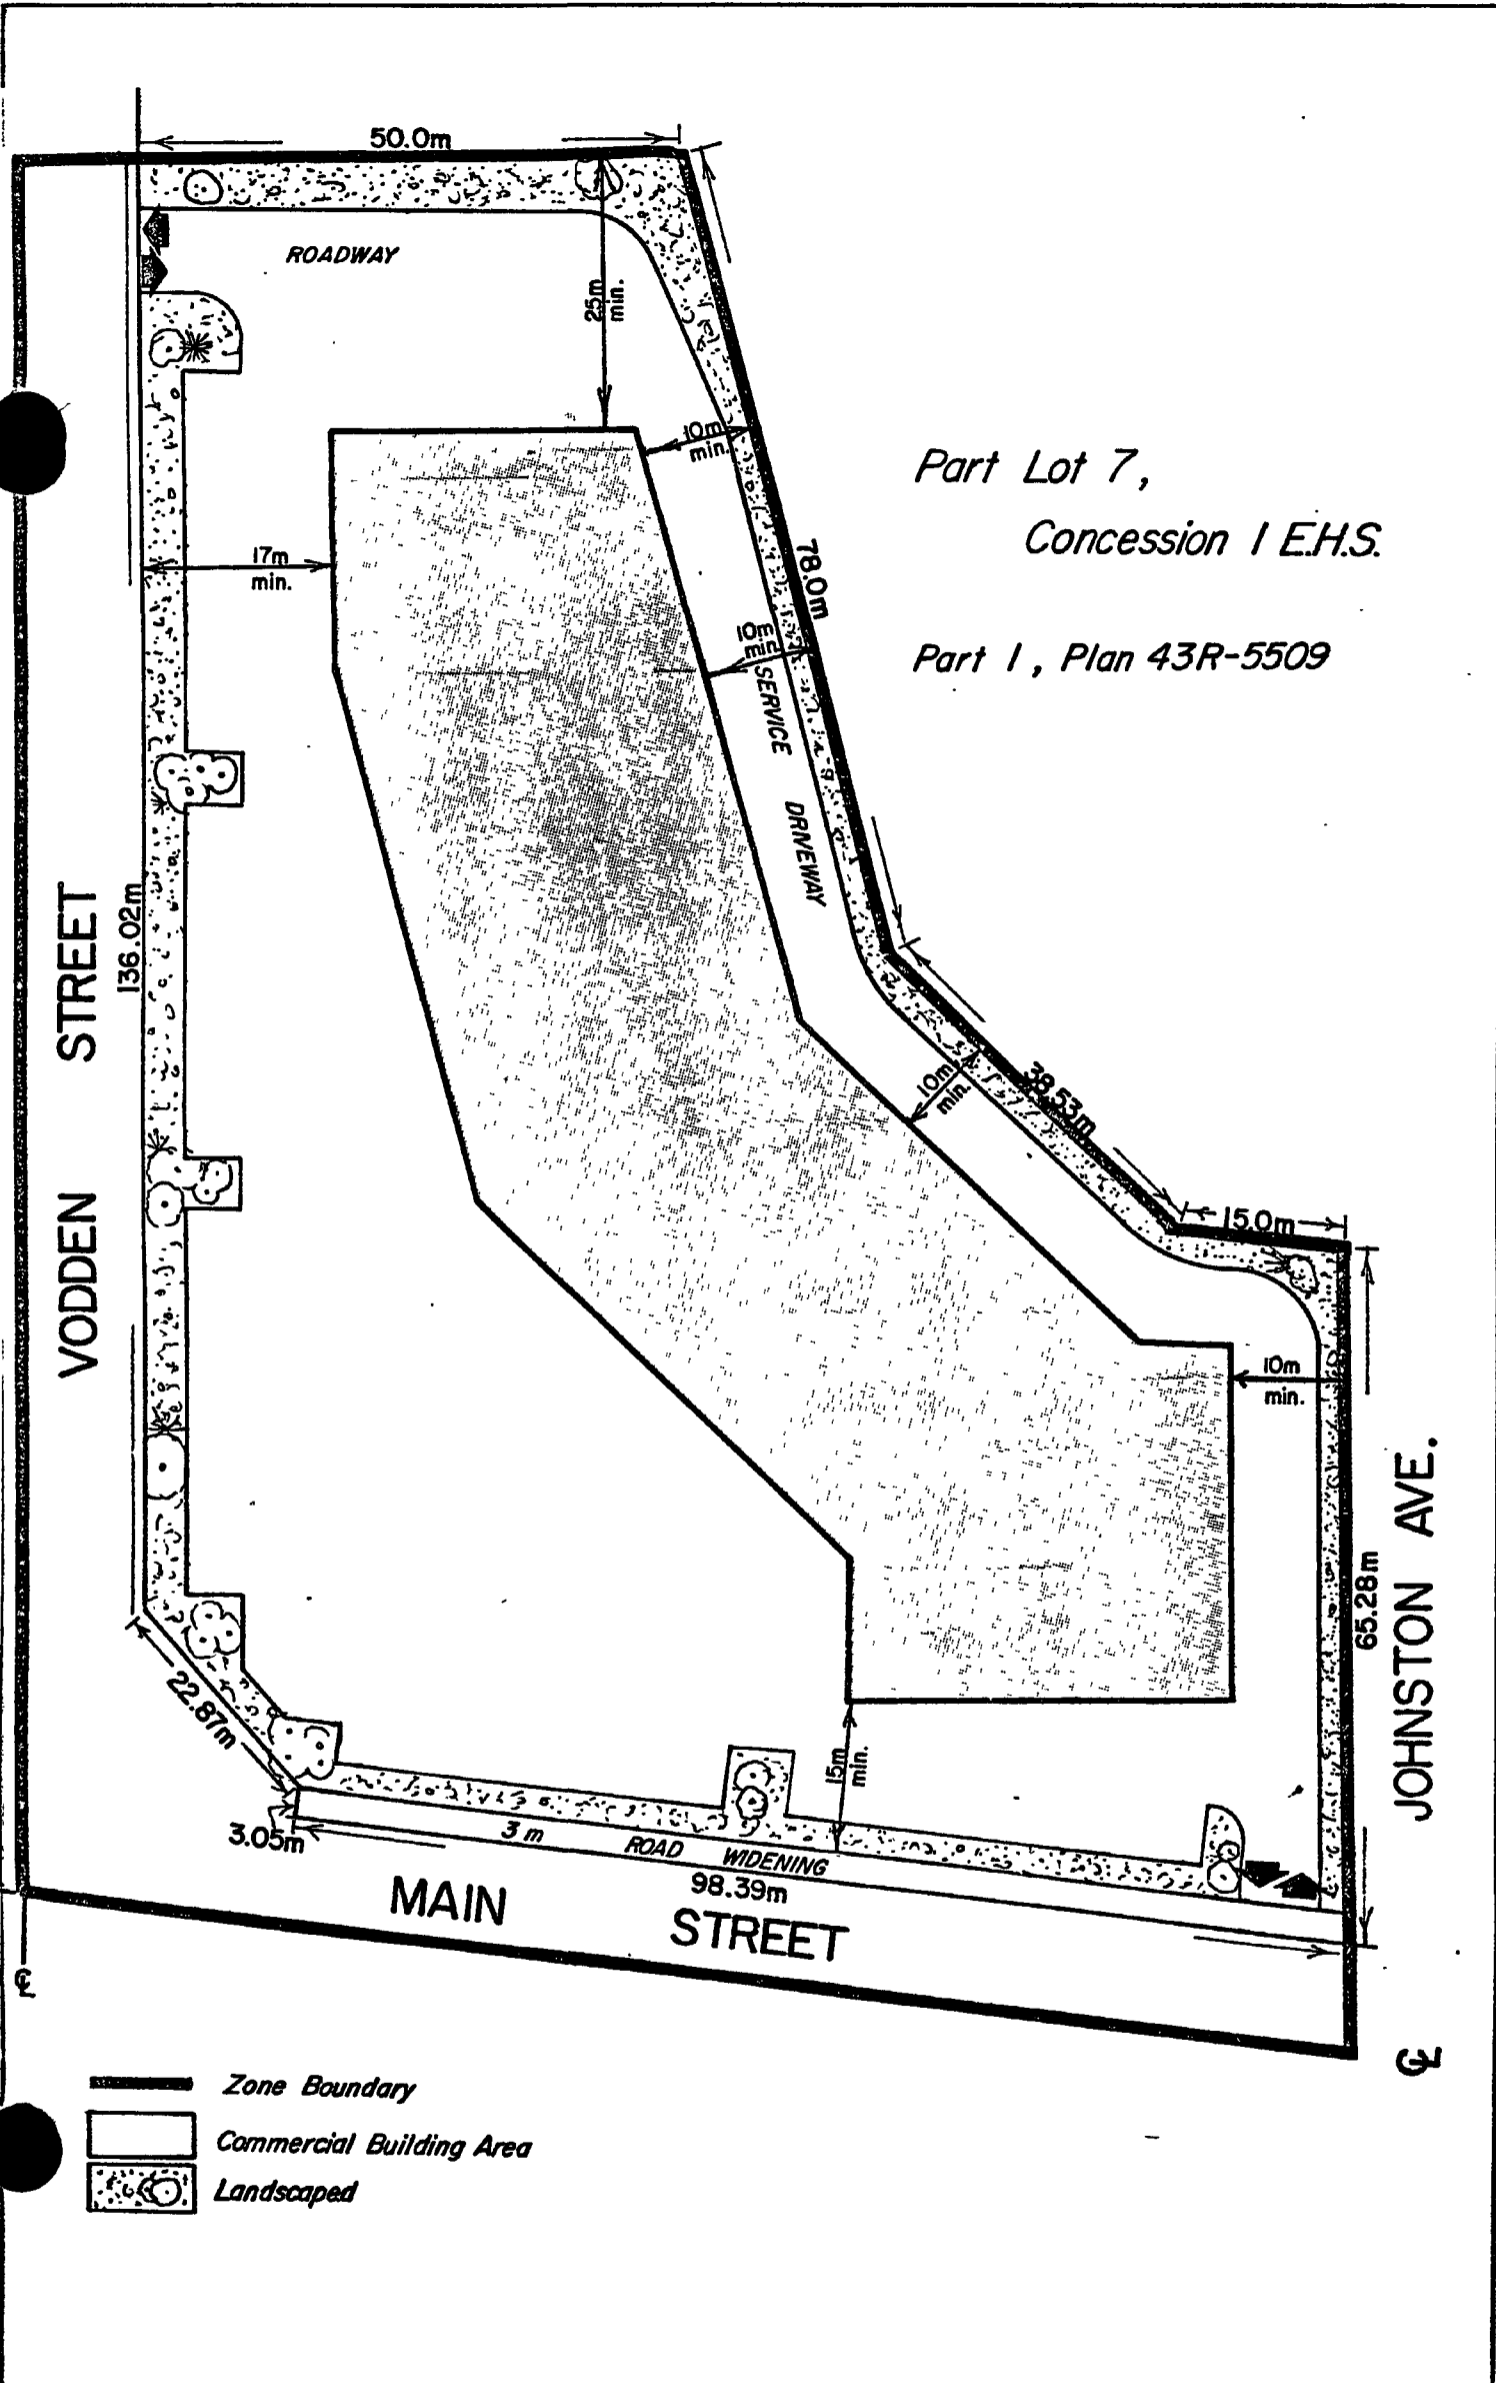 50.0m
ROADWAY
25m
min.
10m
min.
Part Lot 7,
Concession 1 E.H.S.
17m
min.
78.0m
10m
min.
Part 1, Plan 43R-5509
SERVICE DRIVEWAY
VODDEN STREET
136.02m
10m
min.
38.53m
15.0m
10m
min.
JOHNSTON AVE.
65.28m
22.87m
15m
min.
3.05m
3m ROAD WIDENING
98.39m
MAIN STREET
℄
℄
Zone Boundary
Commercial Building Area
Landscaped